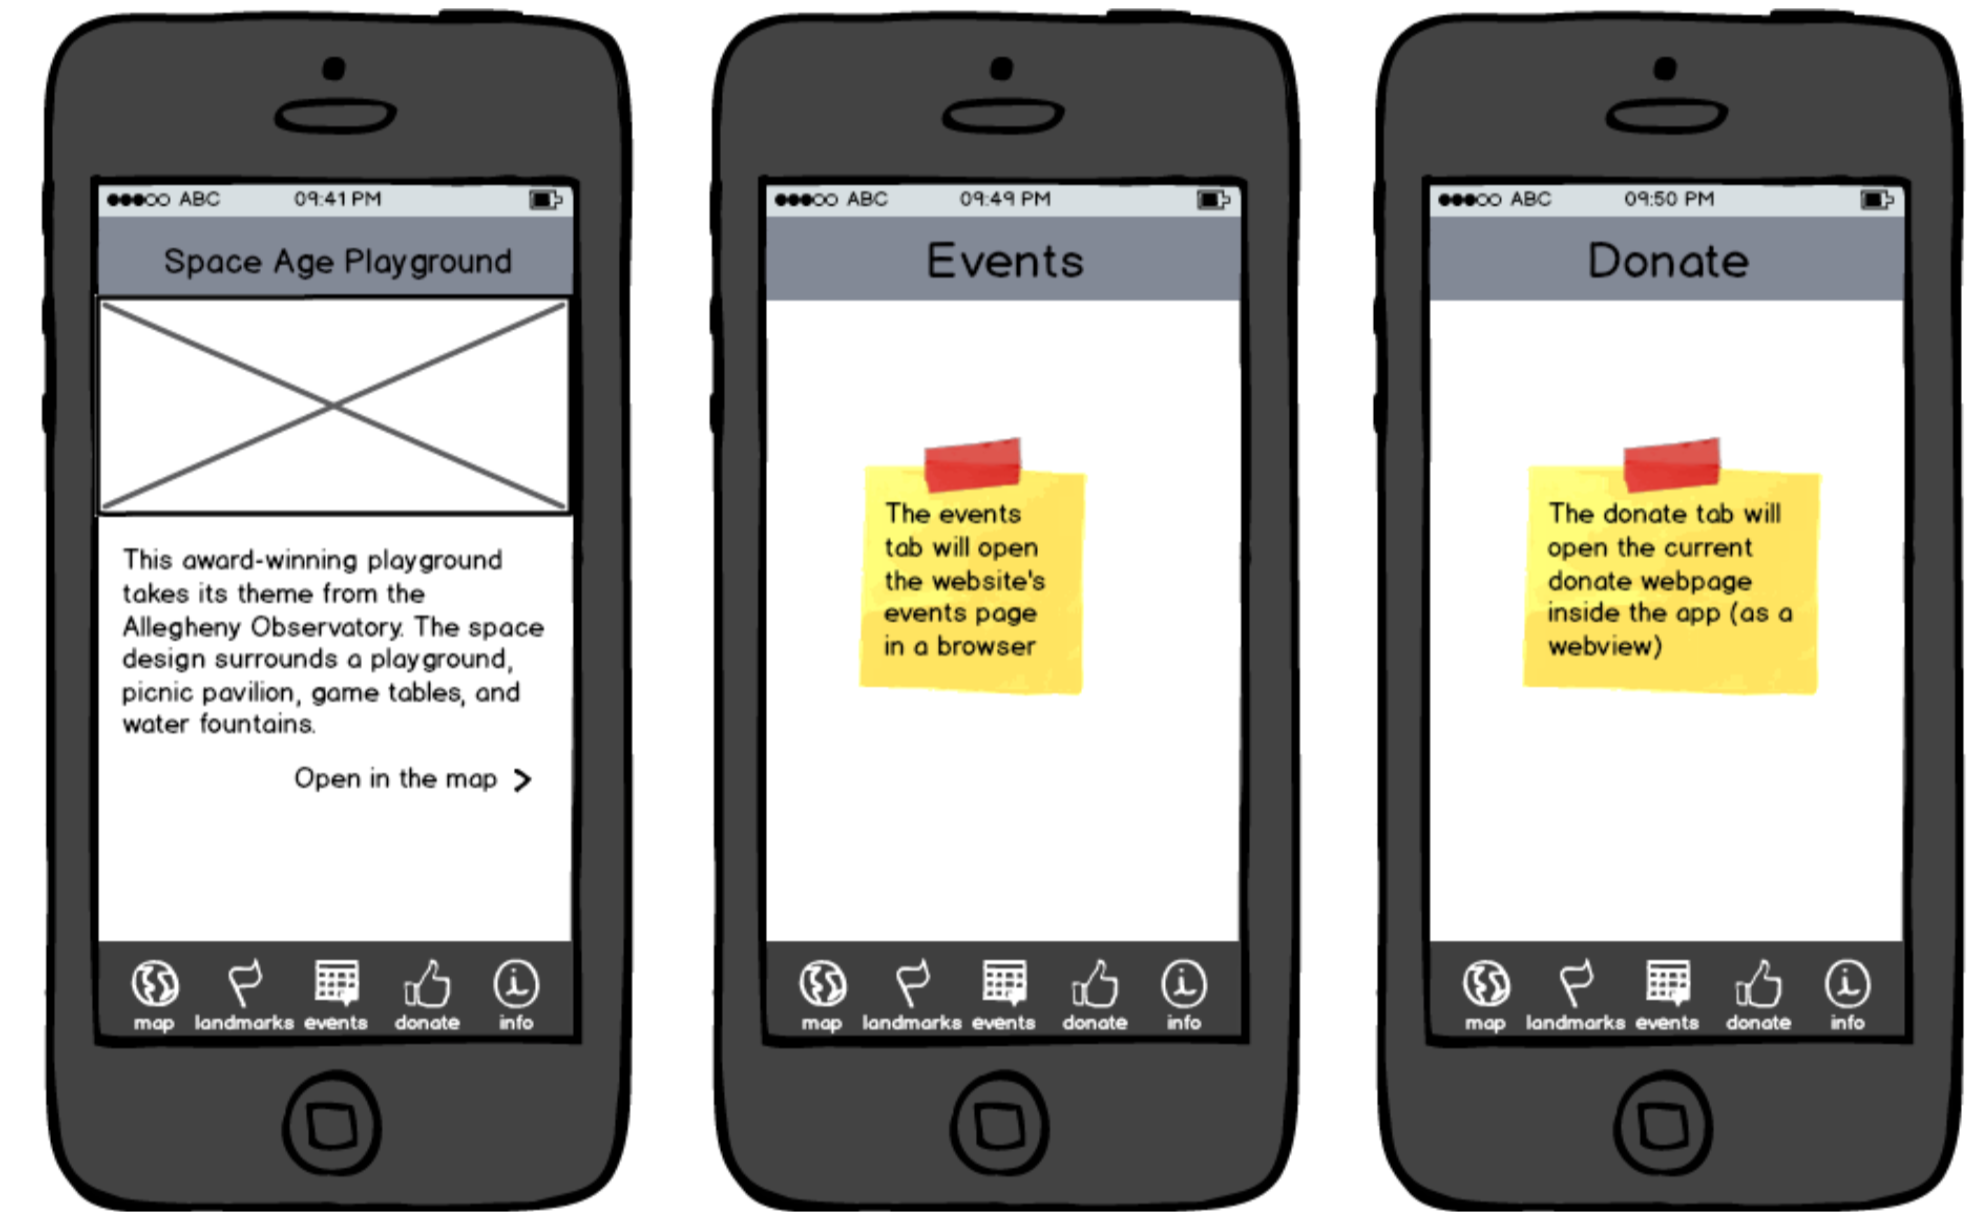 ABC 09:41 PM
Space Age Playground
This award-winning playground
takes its theme from the
Allegheny Observatory. The space
design surrounds a playground,
picnic pavilion, game tables, and
water fountains.
Open in the map >
map landmarks events donate info
ABC 09:49 PM
Events
The events
tab will open
the website's
events page
in a browser
map landmarks events donate info
ABC 09:50 PM
Donate
The donate tab will
open the current
donate webpage
inside the app (as a
webview)
map landmarks events donate info